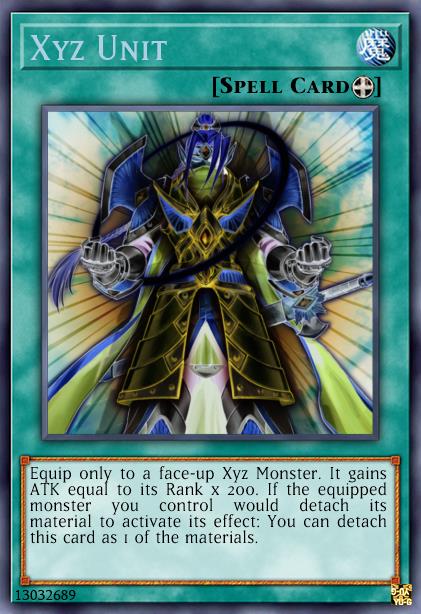 Xyz Unit
魔
[Spell Card]
Equip only to a face-up Xyz Monster. It gains
ATK equal to its Rank x 200. If the equipped
monster you control would detach its
material to activate its effect: You can detach
this card as 1 of the materials.
13032689